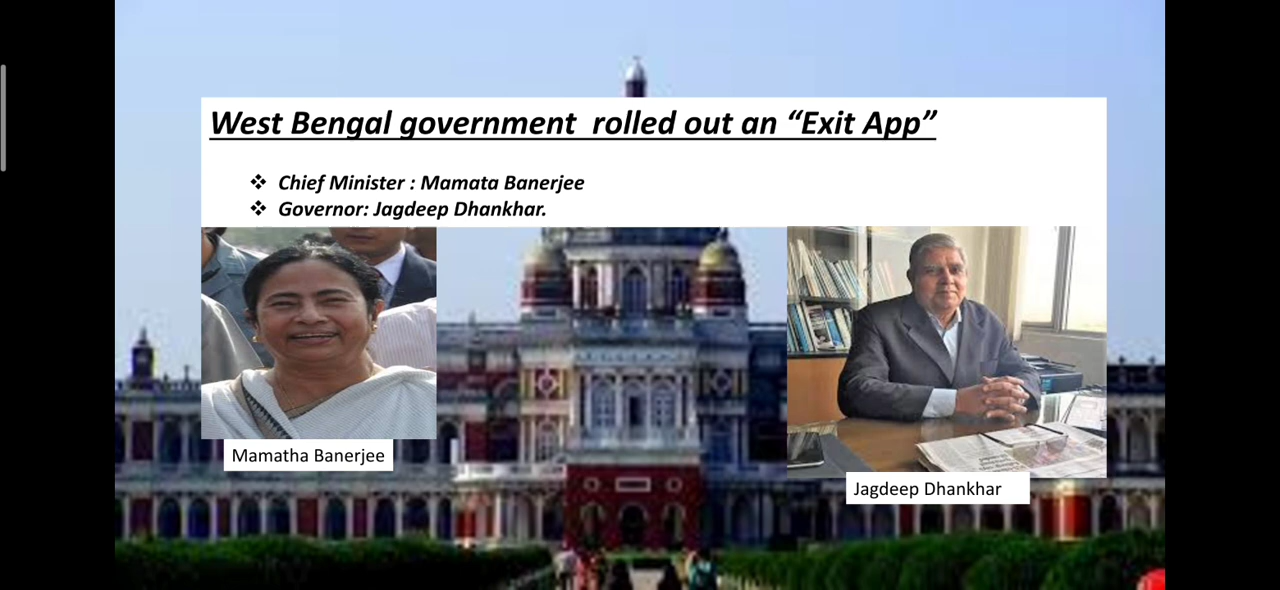 West Bengal government rolled out an “Exit App”
❖ Chief Minister : Mamata Banerjee
❖ Governor: Jagdeep Dhankhar.
Mamatha Banerjee
Jagdeep Dhankhar